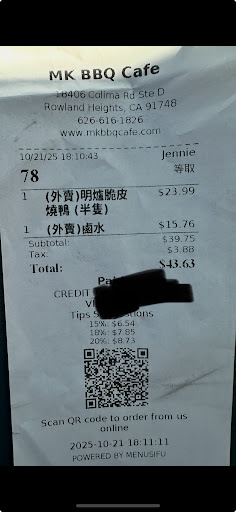 MK BBQ Cafe
18406 Colima Rd Ste D
Rowland Heights, CA 91748
626-616-1826
www.mkbbqcafe.com
10/21/25 18:10:43 Jennie
78 等取
1 (外賣)明爐脆皮 $23.99
燒鴨 (半隻)
1 (外賣)鹵水 $15.76
Subtotal: $39.75
Tax: $3.88
Total: $43.63
CREDIT
Tips
15%: $6.54
18%: $7.85
20%: $8.73
Scan QR code to order from us
online
2025-10-21 18:11:11
POWERED BY MENUSIFU